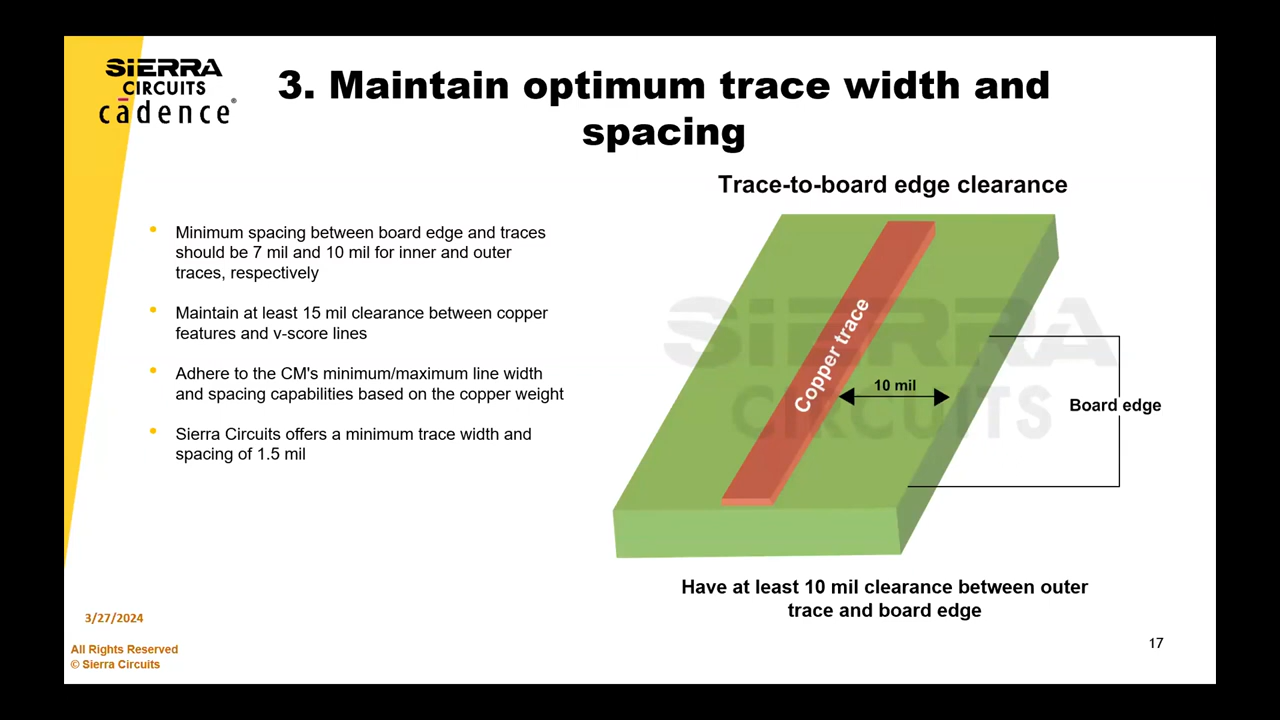 SIERRA
CIRCUITS
cādence®
3. Maintain optimum trace width and
spacing
• Minimum spacing between board edge and traces
should be 7 mil and 10 mil for inner and outer
traces, respectively
• Maintain at least 15 mil clearance between copper
features and v-score lines
• Adhere to the CM's minimum/maximum line width
and spacing capabilities based on the copper weight
• Sierra Circuits offers a minimum trace width and
spacing of 1.5 mil
Trace-to-board edge clearance
SIERRA
CIRCUITS
Copper trace
10 mil
Board edge
Have at least 10 mil clearance between outer
trace and board edge
3/27/2024
All Rights Reserved
© Sierra Circuits
17